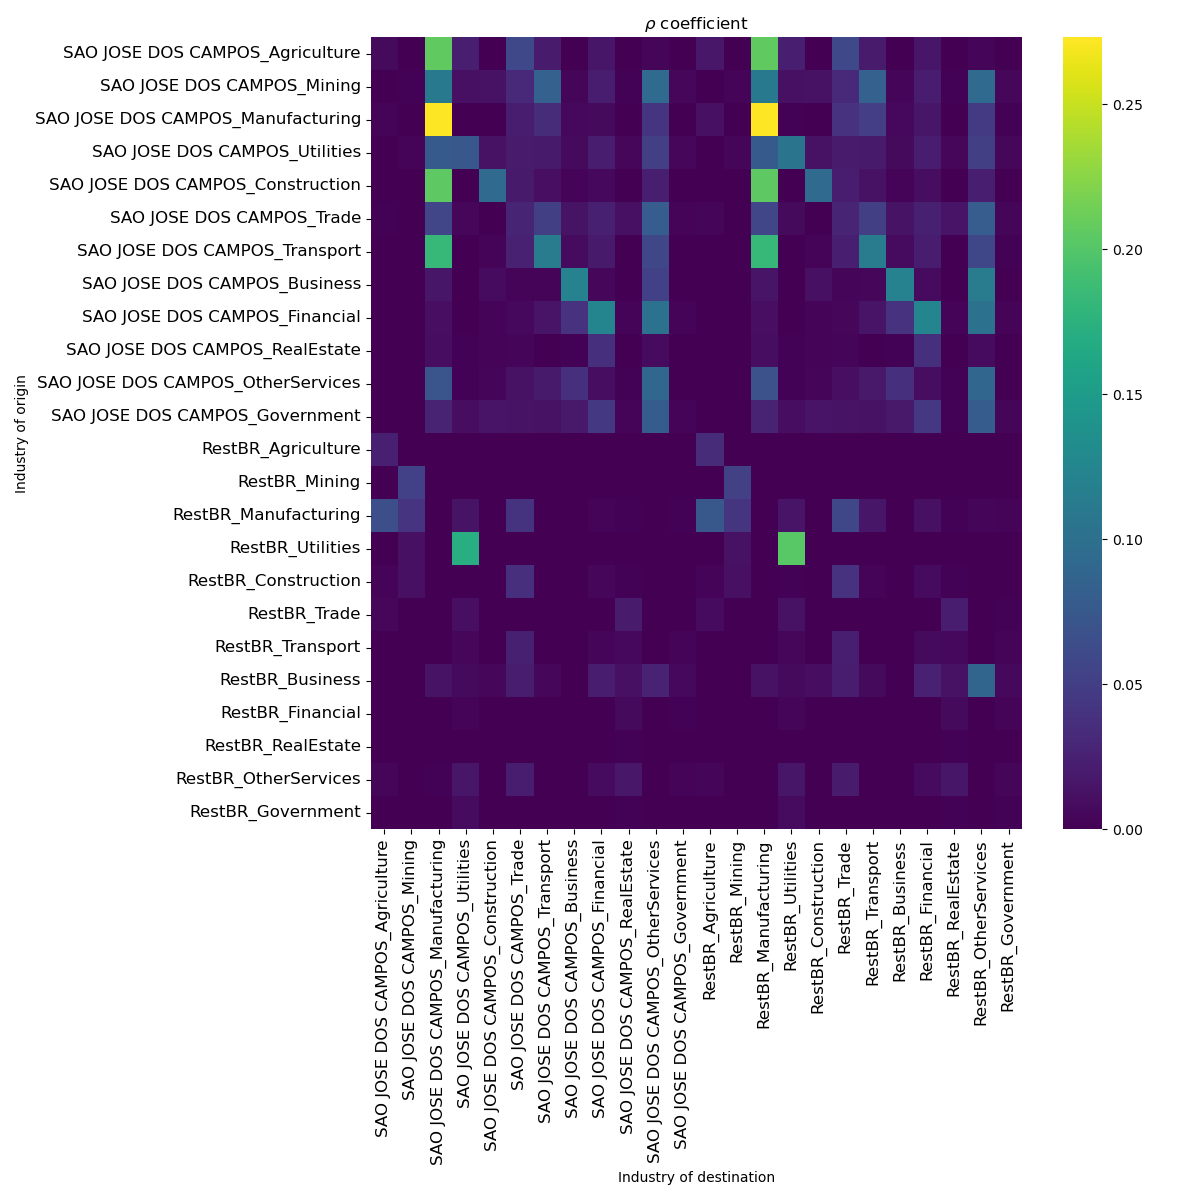 ρ coefficient
Industry of origin
SAO JOSE DOS CAMPOS_Agriculture
SAO JOSE DOS CAMPOS_Mining
SAO JOSE DOS CAMPOS_Manufacturing
SAO JOSE DOS CAMPOS_Utilities
SAO JOSE DOS CAMPOS_Construction
SAO JOSE DOS CAMPOS_Trade
SAO JOSE DOS CAMPOS_Transport
SAO JOSE DOS CAMPOS_Business
SAO JOSE DOS CAMPOS_Financial
SAO JOSE DOS CAMPOS_RealEstate
SAO JOSE DOS CAMPOS_OtherServices
SAO JOSE DOS CAMPOS_Government
RestBR_Agriculture
RestBR_Mining
RestBR_Manufacturing
RestBR_Utilities
RestBR_Construction
RestBR_Trade
RestBR_Transport
RestBR_Business
RestBR_Financial
RestBR_RealEstate
RestBR_OtherServices
RestBR_Government
SAO JOSE DOS CAMPOS_Agriculture
SAO JOSE DOS CAMPOS_Mining
SAO JOSE DOS CAMPOS_Manufacturing
SAO JOSE DOS CAMPOS_Utilities
SAO JOSE DOS CAMPOS_Construction
SAO JOSE DOS CAMPOS_Trade
SAO JOSE DOS CAMPOS_Transport
SAO JOSE DOS CAMPOS_Business
SAO JOSE DOS CAMPOS_Financial
SAO JOSE DOS CAMPOS_RealEstate
SAO JOSE DOS CAMPOS_OtherServices
SAO JOSE DOS CAMPOS_Government
RestBR_Agriculture
RestBR_Mining
RestBR_Manufacturing
RestBR_Utilities
RestBR_Construction
RestBR_Trade
RestBR_Transport
RestBR_Business
RestBR_Financial
RestBR_RealEstate
RestBR_OtherServices
RestBR_Government
Industry of destination
0.25
0.20
0.15
0.10
0.05
0.00